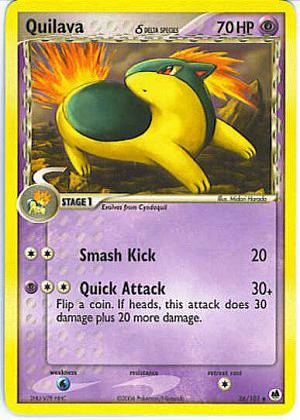 Quilava δ DELTA SPECIES 70 HP
Illus. Midori Harada
STAGE 1
Evolves from Cyndaquil
Smash Kick 20
Quick Attack 30+
Flip a coin. If heads, this attack does 30
damage plus 20 more damage.
weakness resistance retreat cost
©2006 Pokémon/Nintendo
36/101